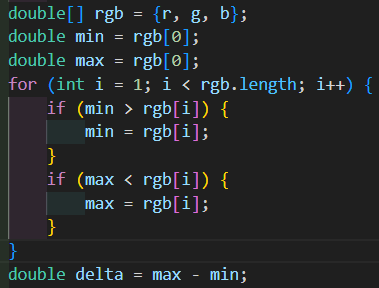 double[] rgb = {r, g, b};
double min = rgb[0];
double max = rgb[0];
for (int i = 1; i < rgb.length; i++) {
    if (min > rgb[i]) {
        min = rgb[i];
    }
    if (max < rgb[i]) {
        max = rgb[i];
    }
}
double delta = max - min;